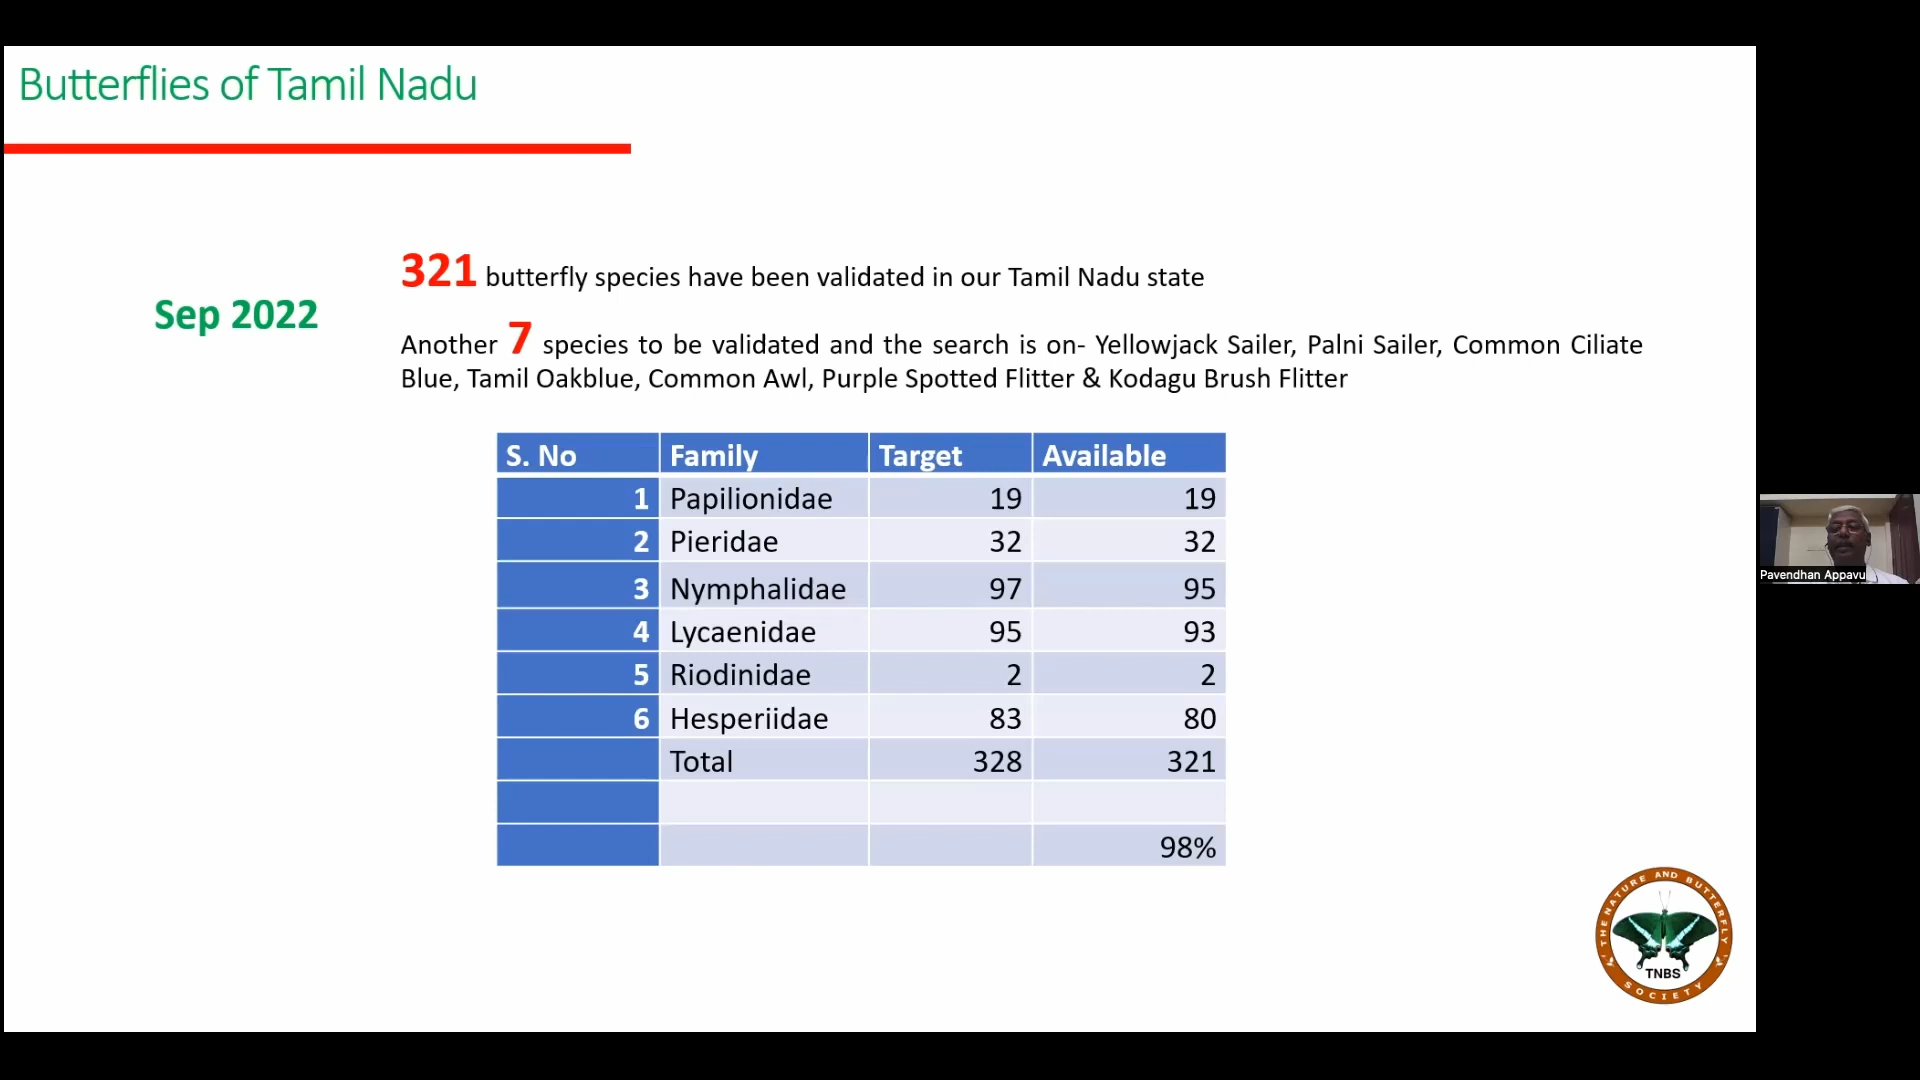 Butterflies of Tamil Nadu
321 butterfly species have been validated in our Tamil Nadu state
Sep 2022
Another 7 species to be validated and the search is on- Yellowjack Sailer, Palni Sailer, Common Ciliate
Blue, Tamil Oakblue, Common Awl, Purple Spotted Flitter & Kodagu Brush Flitter
S. No Family Target Available
1 Papilionidae 19 19
2 Pieridae 32 32
3 Nymphalidae 97 95
4 Lycaenidae 95 93
5 Riodinidae 2 2
6 Hesperiidae 83 80
Total 328 321
98%
Pavendhan Appavu
THE NATURE AND BUTTERFLY
TNBS
SOCIETY